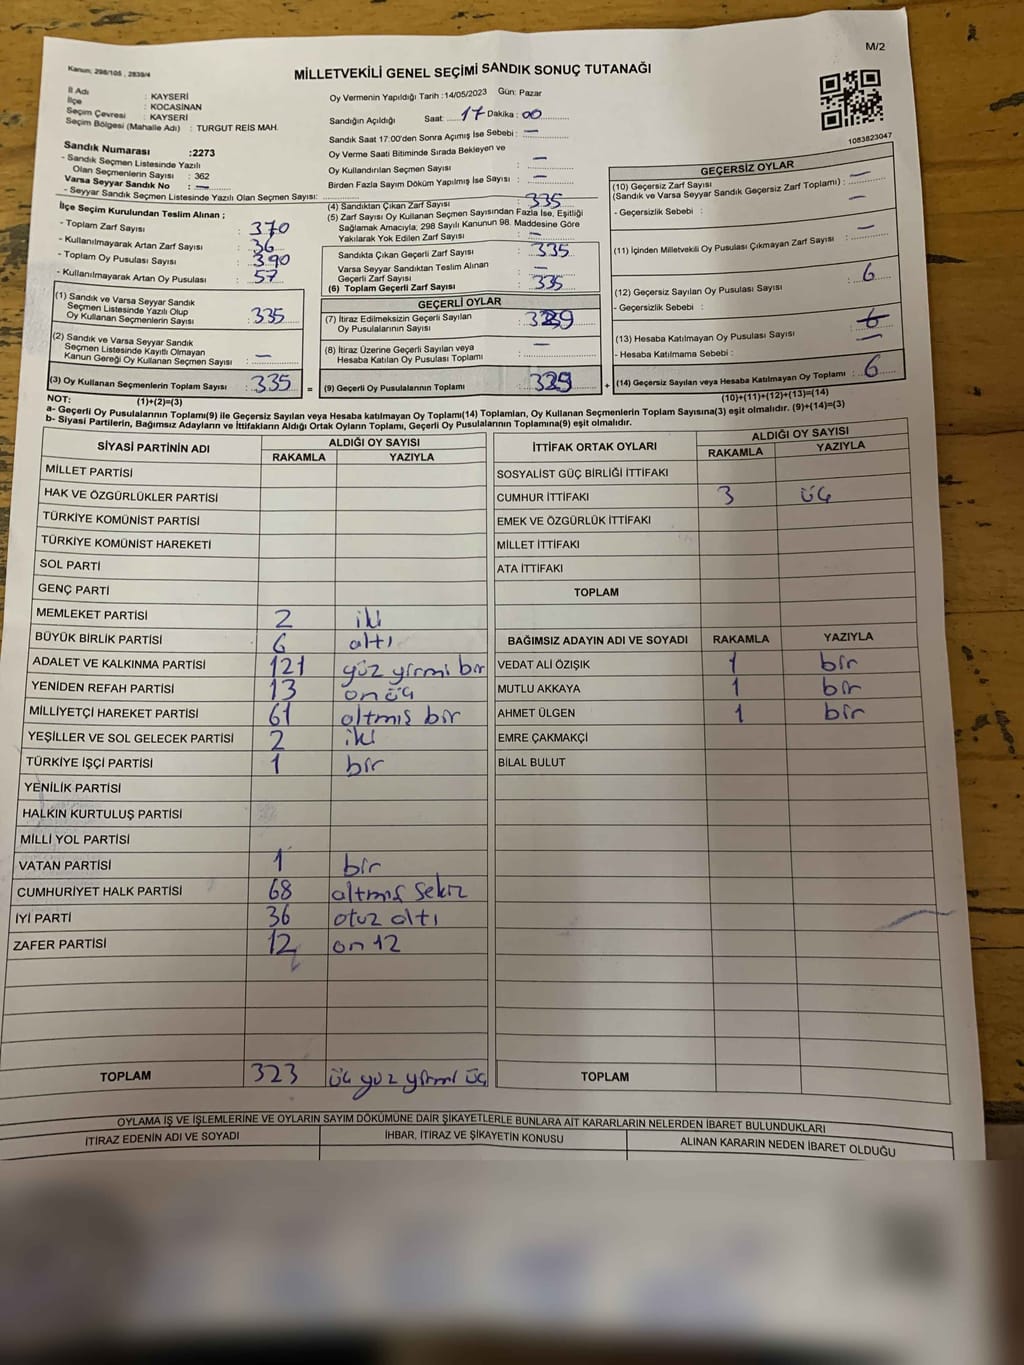 M/2
Kanun; 298/105 , 2839/4
MİLLETVEKİLİ GENEL SEÇİMİ SANDIK SONUÇ TUTANAĞI
İl Adı : KAYSERİ
İlçe : KOCASİNAN
Seçim Çevresi : KAYSERİ
Seçim Bölgesi (Mahalle Adı) : TURGUT REİS MAH.
Sandık Numarası :2273
- Sandık Seçmen Listesinde Yazılı
Olan Seçmenlerin Sayısı : 362
Varsa Seyyar Sandık No : —
- Seyyar Sandık Seçmen Listesinde Yazılı Olan Seçmen Sayısı:
Oy Vermenin Yapıldığı Tarih :14/05/2023 Gün: Pazar
Sandığın Açıldığı Saat: 17 Dakika : 00
Sandık Saat 17:00'den Sonra Açımış İse Sebebi : —
Oy Verme Saati Bitiminde Sırada Bekleyen ve
Oy Kullandırılan Seçmen Sayısı : —
Birden Fazla Sayım Döküm Yapılmış İse Sayısı : —
1083823047
İlçe Seçim Kurulundan Teslim Alınan ;
- Toplam Zarf Sayısı : 370
- Kullanılmayarak Artan Zarf Sayısı : 36
- Toplam Oy Pusulası Sayısı : 390
- Kullanılmayarak Artan Oy Pusulası : 57
(1) Sandık ve Varsa Seyyar Sandık
Seçmen Listesinde Yazılı Olup
Oy Kullanan Seçmenlerin Sayısı : 335
(2) Sandık ve Varsa Seyyar Sandık
Seçmen Listesinde Kayıtlı Olmayan
Kanun Gereği Oy Kullanan Seçmen Sayısı : —
(3) Oy Kullanan Seçmenlerin Toplam Sayısı : 335 =
(4) Sandıktan Çıkan Zarf Sayısı : 335
(5) Zarf Sayısı Oy Kullanan Seçmen Sayısından Fazla İse, Eşitliği
Sağlamak Amacıyla, 298 Sayılı Kanunun 98. Maddesine Göre
Yakılarak Yok Edilen Zarf Sayısı : —
Sandıkta Çıkan Geçerli Zarf Sayısı : 335
Varsa Seyyar Sandıktan Teslim Alınan
Geçerli Zarf Sayısı : —
(6) Toplam Geçerli Zarf Sayısı : 335
GEÇERLİ OYLAR
(7) İtiraz Edilmeksizin Geçerli Sayılan
Oy Pusulalarının Sayısı : 329
(8) İtiraz Üzerine Geçerli Sayılan veya
Hesaba Katılan Oy Pusulası Toplamı : —
(9) Geçerli Oy Pusulalarının Toplamı : 329 +
GEÇERSİZ OYLAR
(10) Geçersiz Zarf Sayısı
(Sandık ve Varsa Seyyar Sandık Geçersiz Zarf Toplamı) : —
- Geçersizlik Sebebi : —
(11) İçinden Milletvekili Oy Pusulası Çıkmayan Zarf Sayısı : —
(12) Geçersiz Sayılan Oy Pusulası Sayısı : 6
- Geçersizlik Sebebi :
(13) Hesaba Katılmayan Oy Pusulası Sayısı : 6 —
- Hesaba Katılmama Sebebi :
(14) Geçersiz Sayılan veya Hesaba Katılmayan Oy Toplamı : 6
NOT: (1)+(2)=(3) (10)+(11)+(12)+(13)=(14)
a- Geçerli Oy Pusulalarının Toplamı(9) ile Geçersiz Sayılan veya Hesaba katılmayan Oy Toplamı(14) Toplamları, Oy Kullanan Seçmenlerin Toplam Sayısına(3) eşit olmalıdır. (9)+(14)=(3)
b- Siyasi Partilerin, Bağımsız Adayların ve İttifakların Aldığı Ortak Oyların Toplamı, Geçerli Oy Pusulalarının Toplamına(9) eşit olmalıdır.
SİYASİ PARTİNİN ADI ALDIĞI OY SAYISI
RAKAMLA YAZIYLA
MİLLET PARTİSİ
HAK VE ÖZGÜRLÜKLER PARTİSİ
TÜRKİYE KOMÜNİST PARTİSİ
TÜRKİYE KOMÜNİST HAREKETİ
SOL PARTİ
GENÇ PARTİ
MEMLEKET PARTİSİ 2 iki
BÜYÜK BİRLİK PARTİSİ 6 altı
ADALET VE KALKINMA PARTİSİ 121 yüz yirmi bir
YENİDEN REFAH PARTİSİ 13 on üç
MİLLİYETÇİ HAREKET PARTİSİ 61 altmış bir
YEŞİLLER VE SOL GELECEK PARTİSİ 2 iki
TÜRKİYE İŞÇİ PARTİSİ 1 bir
YENİLİK PARTİSİ
HALKIN KURTULUŞ PARTİSİ
MİLLİ YOL PARTİSİ
VATAN PARTİSİ 1 bir
CUMHURİYET HALK PARTİSİ 68 altmış sekiz
İYİ PARTİ 36 otuz altı
ZAFER PARTİSİ 12 on 12
TOPLAM 323 üç yüz yirmi üç
İTTİFAK ORTAK OYLARI ALDIĞI OY SAYISI
RAKAMLA YAZIYLA
SOSYALİST GÜÇ BİRLİĞİ İTTİFAKI
CUMHUR İTTİFAKI 3 üç
EMEK VE ÖZGÜRLÜK İTTİFAKI
MİLLET İTTİFAKI
ATA İTTİFAKI
TOPLAM
BAĞIMSIZ ADAYIN ADI VE SOYADI RAKAMLA YAZIYLA
VEDAT ALİ ÖZIŞIK 1 bir
MUTLU AKKAYA 1 bir
AHMET ÜLGEN 1 bir
EMRE ÇAKMAKÇİ
BİLAL BULUT
TOPLAM
OYLAMA İŞ VE İŞLEMLERİNE VE OYLARIN SAYIM DÖKÜMÜNE DAİR ŞİKAYETLERLE BUNLARA AİT KARARLARIN NELERDEN İBARET BULUNDUKLARI
İTİRAZ EDENİN ADI VE SOYADI İHBAR, İTİRAZ VE ŞİKAYETİN KONUSU ALINAN KARARIN NEDEN İBARET OLDUĞU